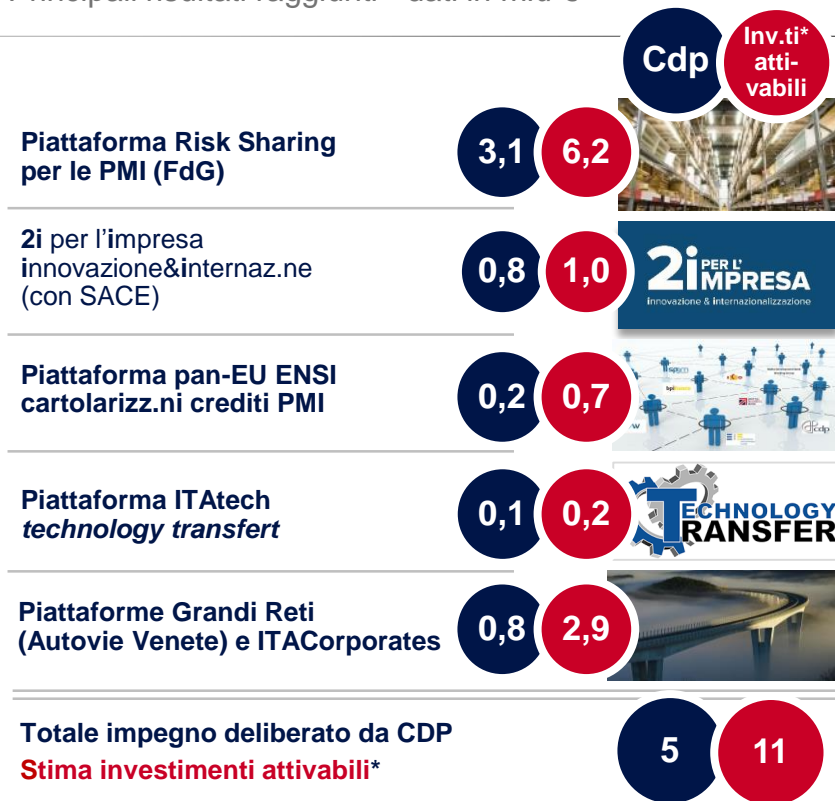 Cdp
Inv.ti*
atti-
vabili
Piattaforma Risk Sharing
per le PMI (FdG)
3,1
6,2
2i per l'impresa
innovazione&internaz.ne
(con SACE)
0,8
1,0
2i PER L'
IMPRESA
innovazione & internazionalizzazione
Piattaforma pan-EU ENSI
cartolarizz.ni crediti PMI
0,2
0,7
cdp
Piattaforma ITAtech
technology transfert
0,1
0,2
TECHNOLOGY
TRANSFER
Piattaforme Grandi Reti
(Autovie Venete) e ITACorporates
0,8
2,9
Totale impegno deliberato da CDP
Stima investimenti attivabili*
5
11